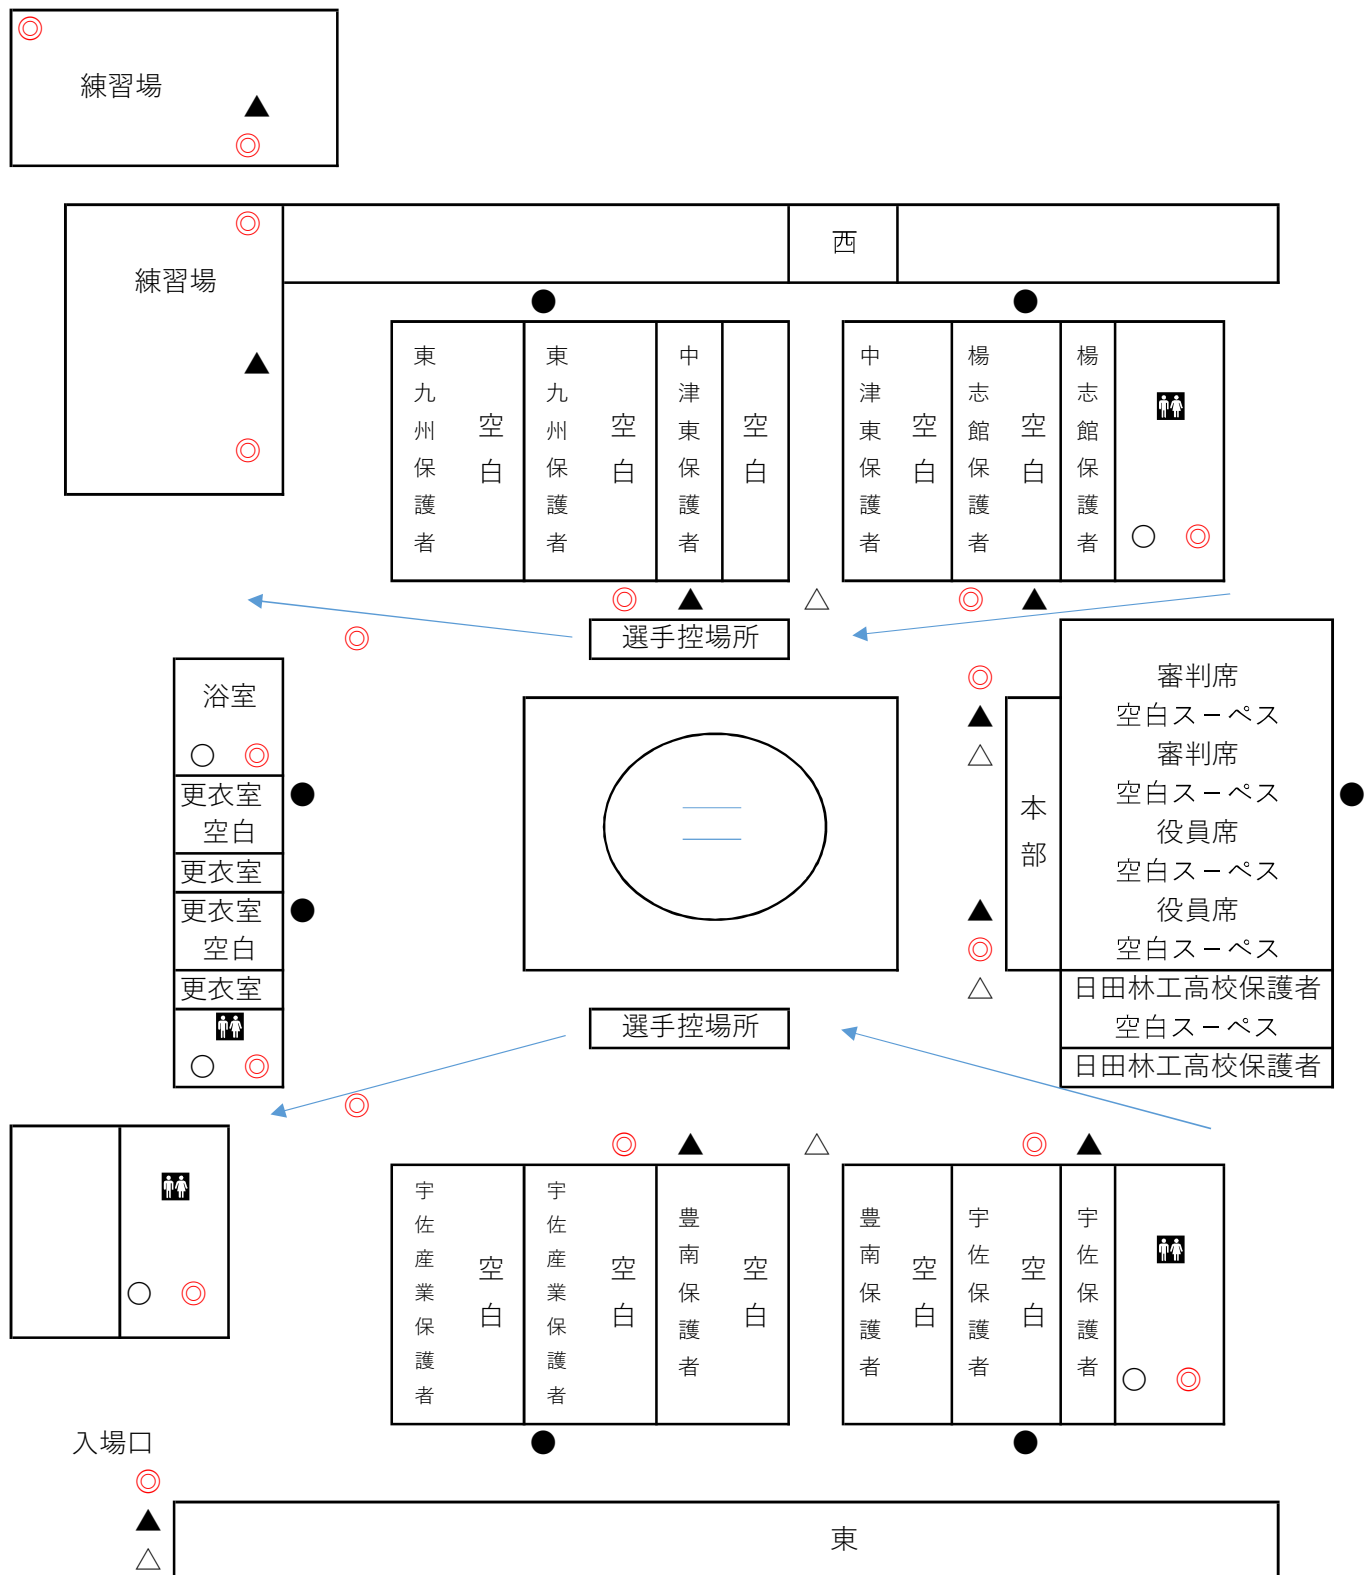 ◎
練習場
▲
◎
◎
西
練習場
▲
◎
●
●
東九州保護者
空白
東九州保護者
空白
中津東保護者
空白
中津東保護者
空白
楊志館保護者
空白
楊志館保護者
○ ◎
◎ ▲ △ ◎ ▲
選手控場所
◎
浴室
○ ◎
更衣室 ●
空白
更衣室
更衣室 ●
空白
更衣室
○ ◎
◎
▲
△
▲
◎
△
本部
審判席
空白スーペス
審判席
空白スーペス ●
役員席
空白スーペス
役員席
空白スーペス
日田林工高校保護者
空白スーペス
日田林工高校保護者
選手控場所
◎
◎ ▲ △ ◎ ▲
○ ◎
宇佐産業保護者
空白
宇佐産業保護者
空白
豊南保護者
空白
豊南保護者
空白
宇佐保護者
空白
宇佐保護者
○ ◎
●
●
入場口
◎
▲
△
東